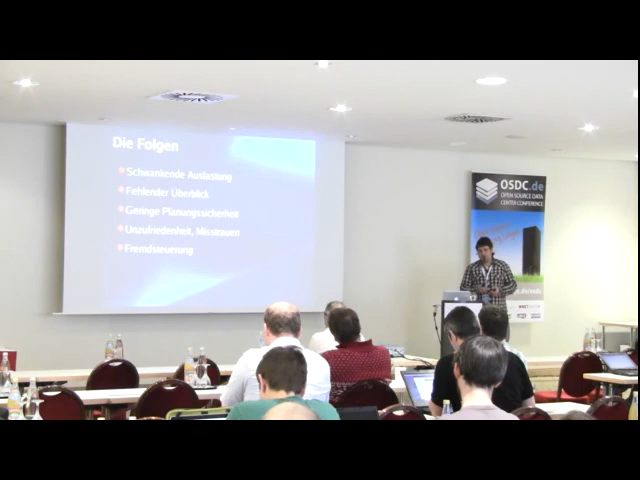 Die Folgen
Schwankende Auslastung
Fehlender Überblick
Geringe Planungssicherheit
Unzufriedenheit, Misstrauen
Fremdsteuerung
OSDC.de
OPEN SOURCE DATA
CENTER CONFERENCE